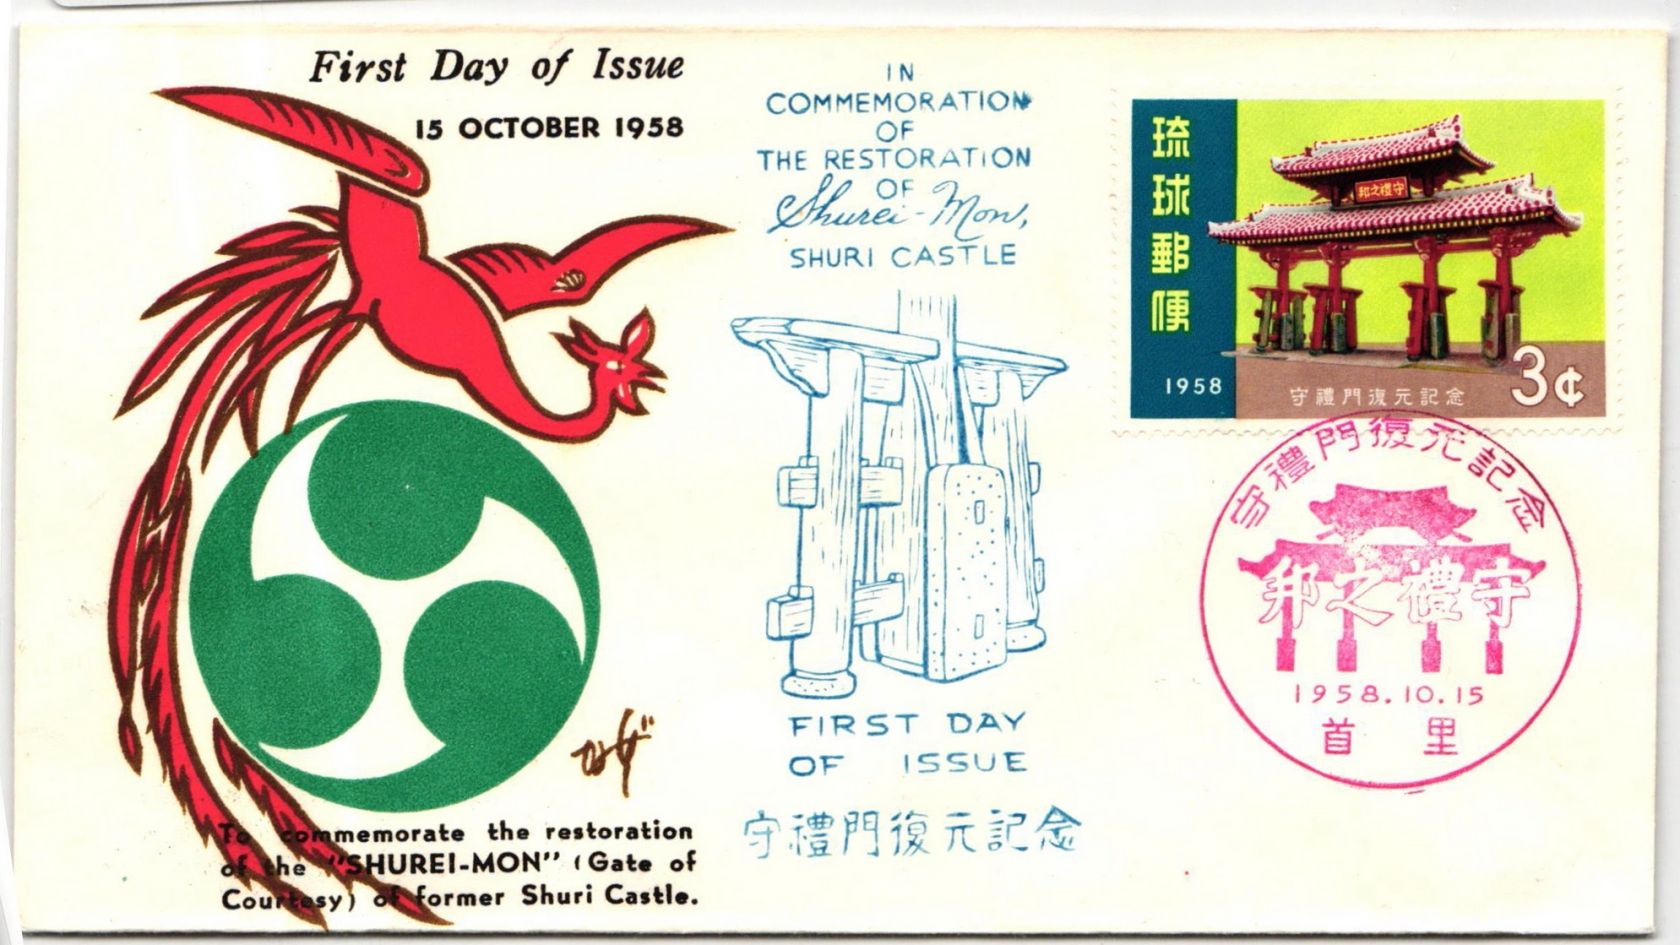 First Day of Issue
15 OCTOBER 1958
To commemorate the restoration
of the "SHUREI-MON" (Gate of
Courtesy) of former Shuri Castle.
IN
COMMEMORATION
OF
THE RESTORATION
OF
Shurei-Mon,
SHURI CASTLE
FIRST DAY
OF ISSUE
守禮門復元記念
琉球郵便
1958
守禮之邦
守禮門復元記念
3¢
守禮門復元記念
邦之禮守
1958.10.15
首里